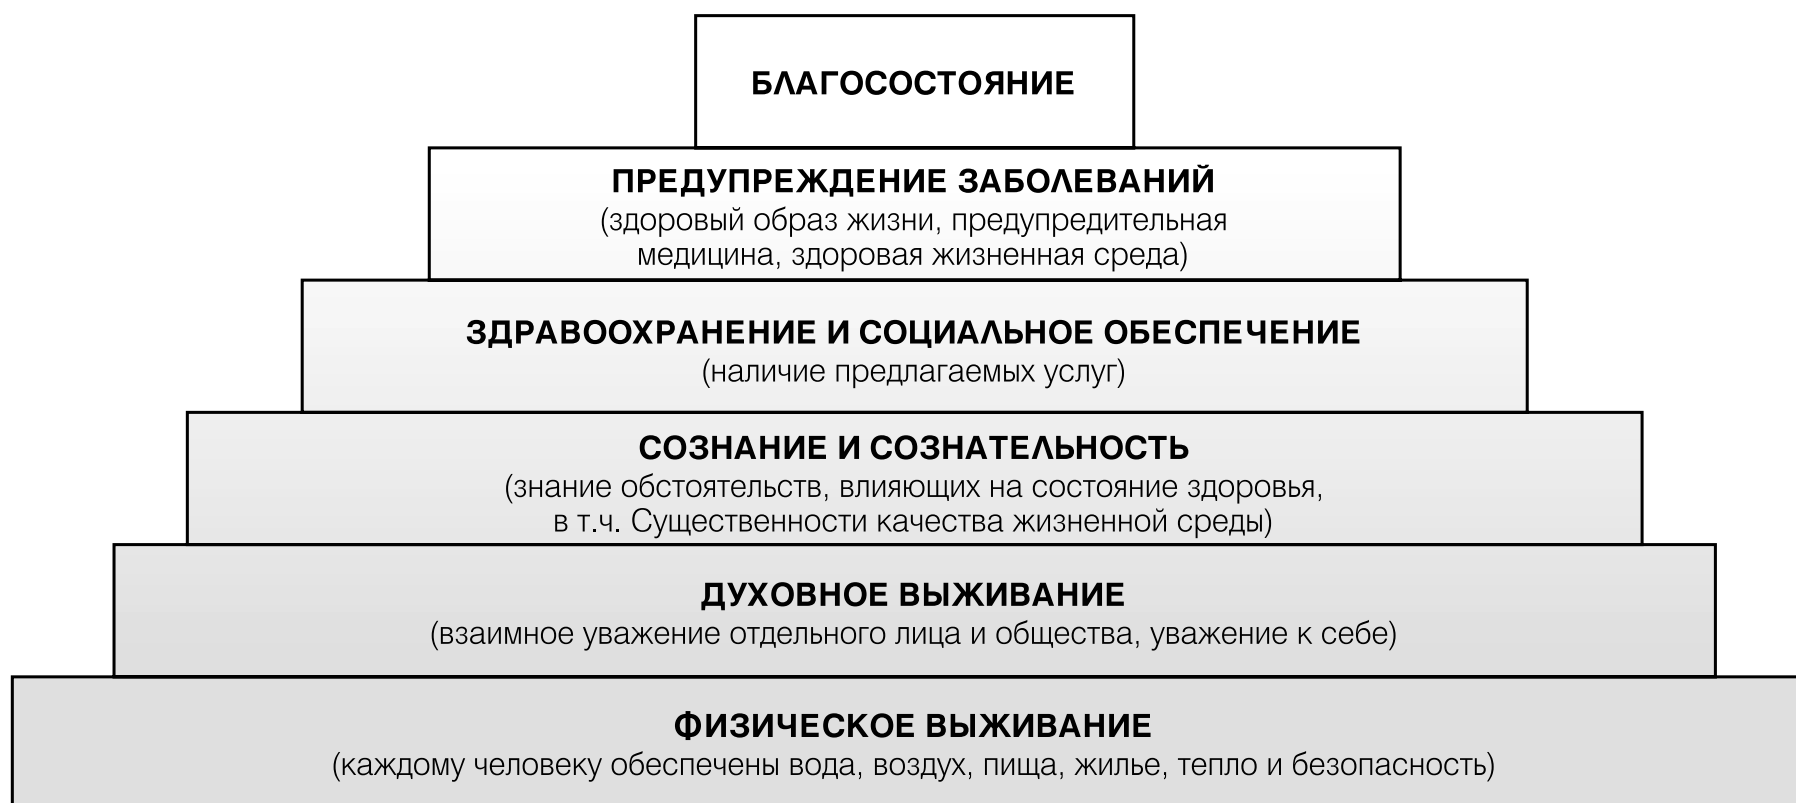 БЛАГОСОСТОЯНИЕ
ПРЕДУПРЕЖДЕНИЕ ЗАБОЛЕВАНИЙ
(здоровый образ жизни, предупредительная
медицина, здоровая жизненная среда)
ЗДРАВООХРАНЕНИЕ И СОЦИАЛЬНОЕ ОБЕСПЕЧЕНИЕ
(наличие предлагаемых услуг)
СОЗНАНИЕ И СОЗНАТЕЛЬНОСТЬ
(знание обстоятельств, влияющих на состояние здоровья,
в т.ч. Существенности качества жизненной среды)
ДУХОВНОЕ ВЫЖИВАНИЕ
(взаимное уважение отдельного лица и общества, уважение к себе)
ФИЗИЧЕСКОЕ ВЫЖИВАНИЕ
(каждому человеку обеспечены вода, воздух, пища, жилье, тепло и безопасность)